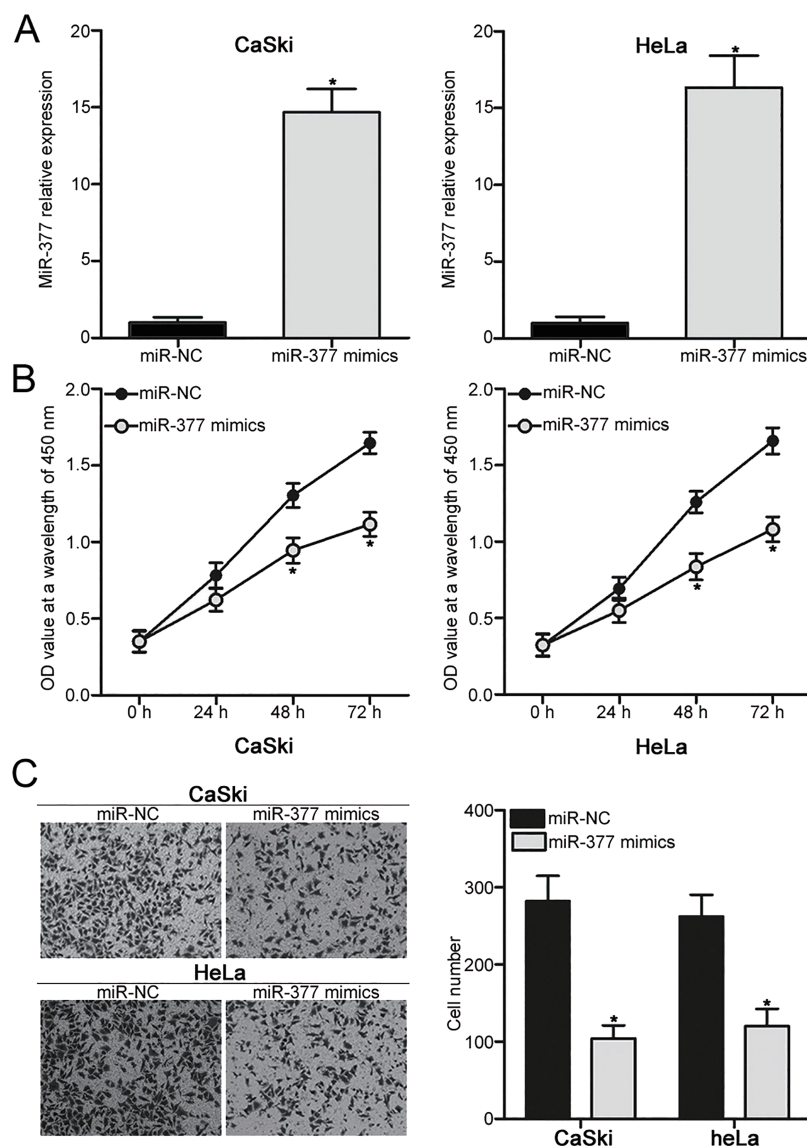 A
CaSki
MiR-377 relative expression
20
15
10
5
0
miR-NC
miR-377 mimics
*
HeLa
MiR-377 relative expression
20
15
10
5
0
miR-NC
miR-377 mimics
*
B
miR-NC
miR-377 mimics
OD value at a wavelength of 450 nm
2.0
1.5
1.0
0.5
0.0
*
*
0 h
24 h
48 h
72 h
CaSki
miR-NC
miR-377 mimics
OD value at a wavelength of 450 nm
2.0
1.5
1.0
0.5
0.0
*
*
0 h
24 h
48 h
72 h
HeLa
C
CaSki
miR-NC
miR-377 mimics
HeLa
miR-NC
miR-377 mimics
miR-NC
miR-377 mimics
Cell number
400
300
200
100
0
*
*
CaSki
heLa